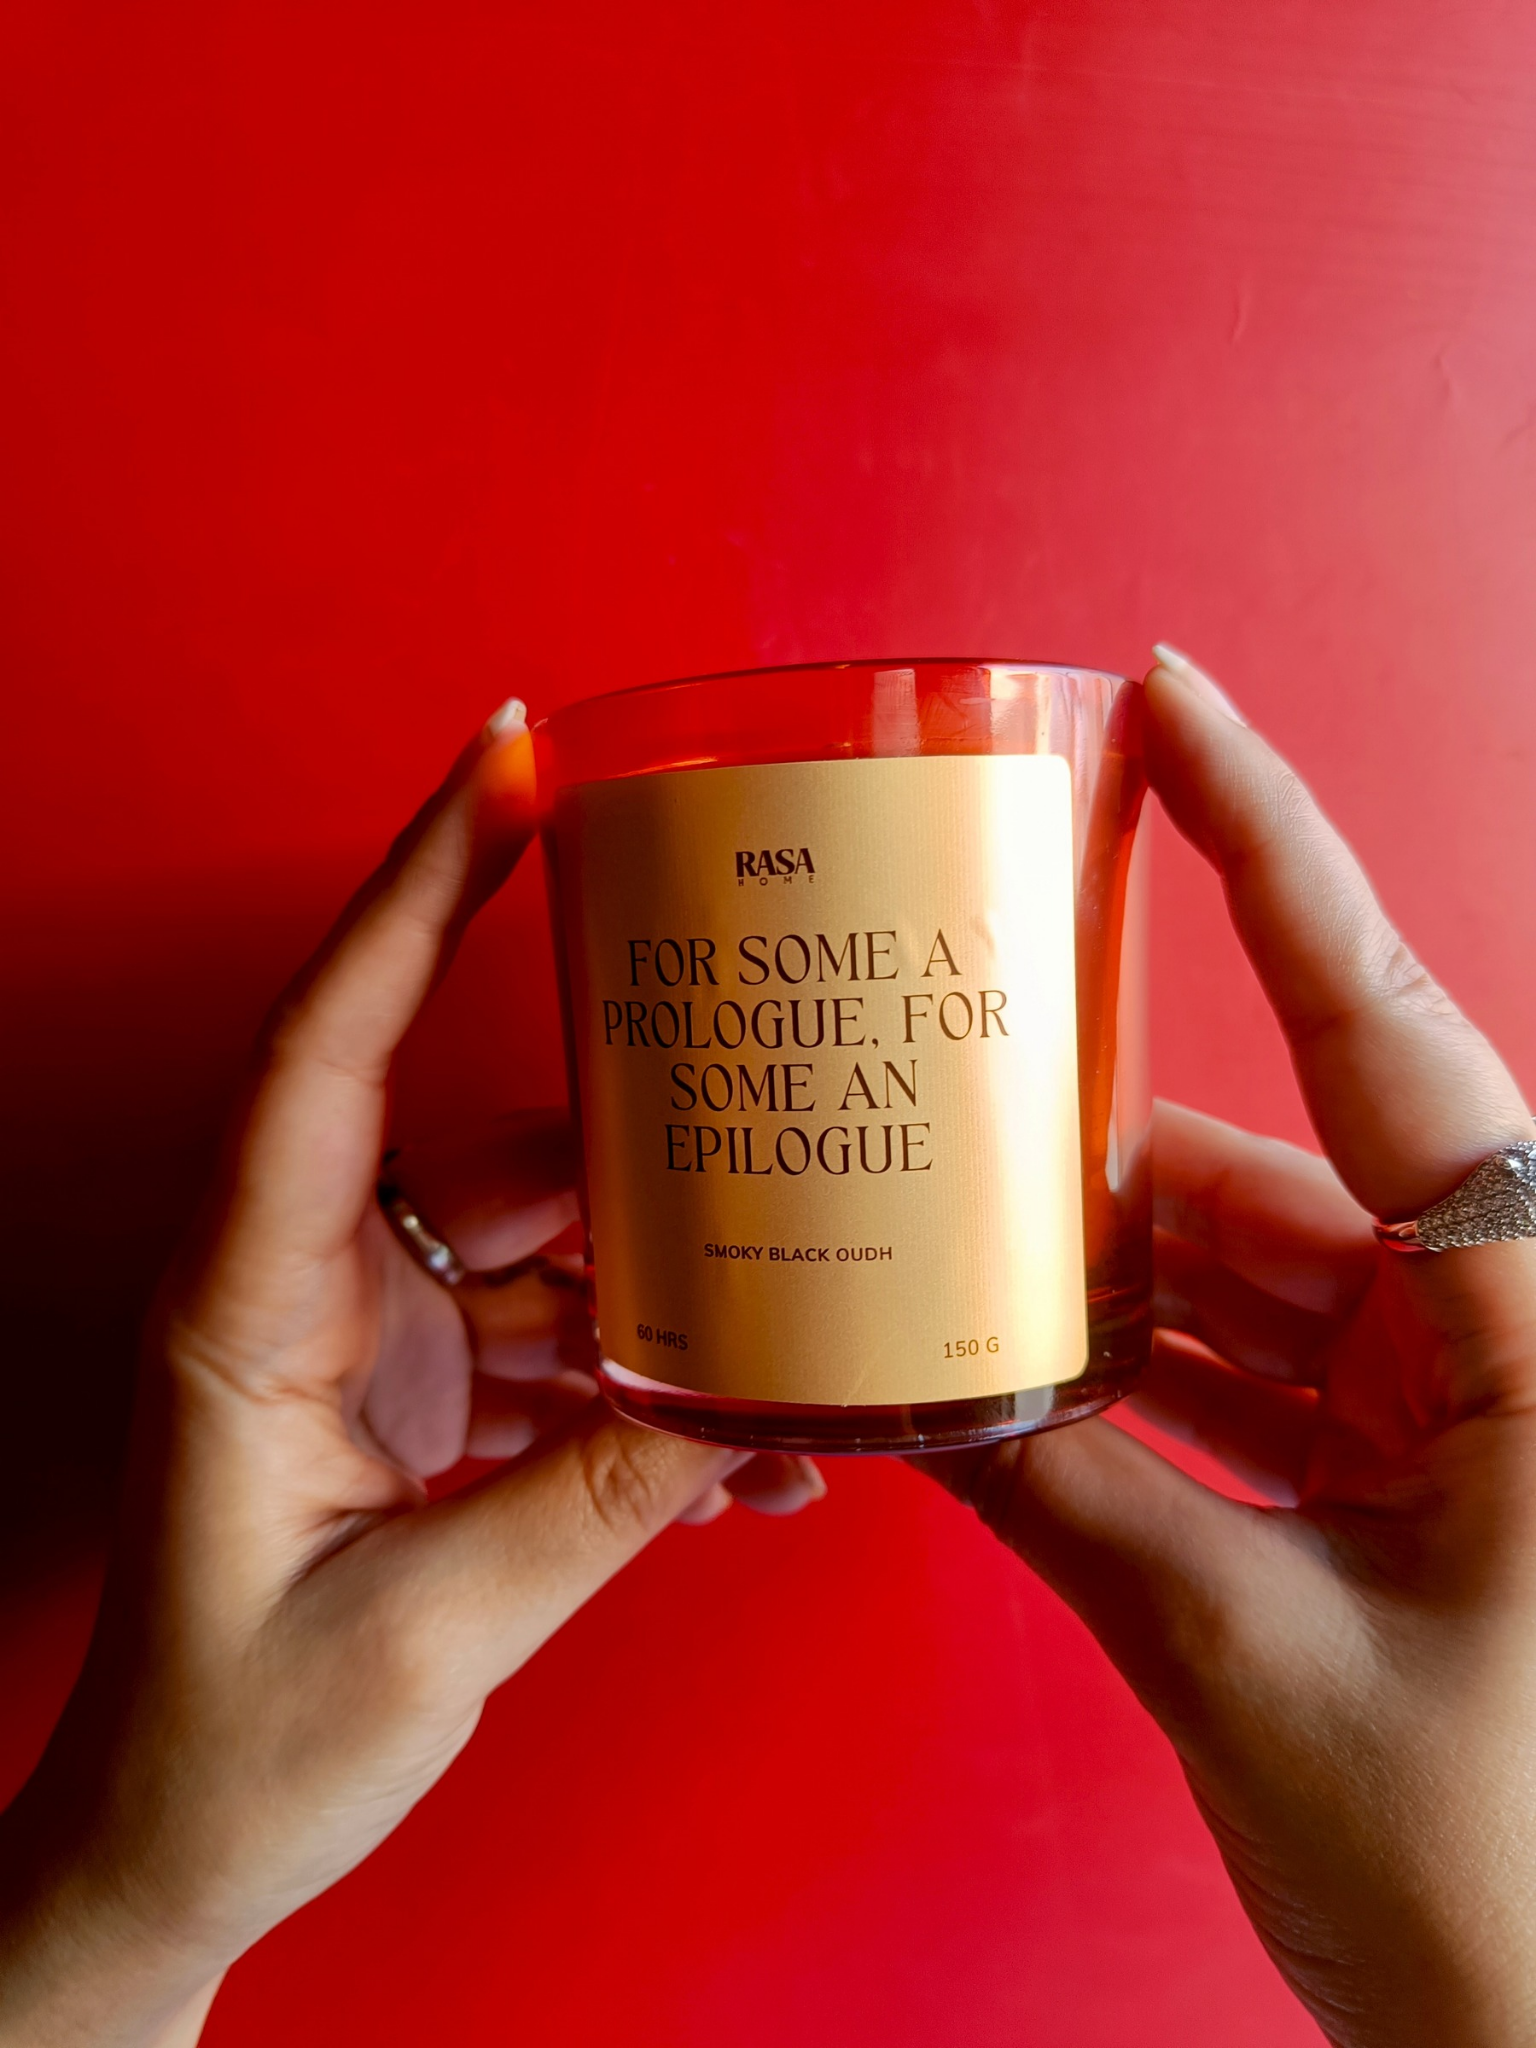 RASA
HOME
FOR SOME A
PROLOGUE, FOR
SOME AN
EPILOGUE
SMOKY BLACK OUDH
60 HRS
150 G